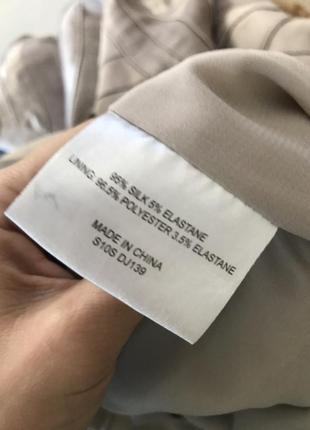 95% SILK 5% ELASTANE
LINING: 96.5% POLYESTER 3.5% ELASTANE
MADE IN CHINA
S10S DJ139